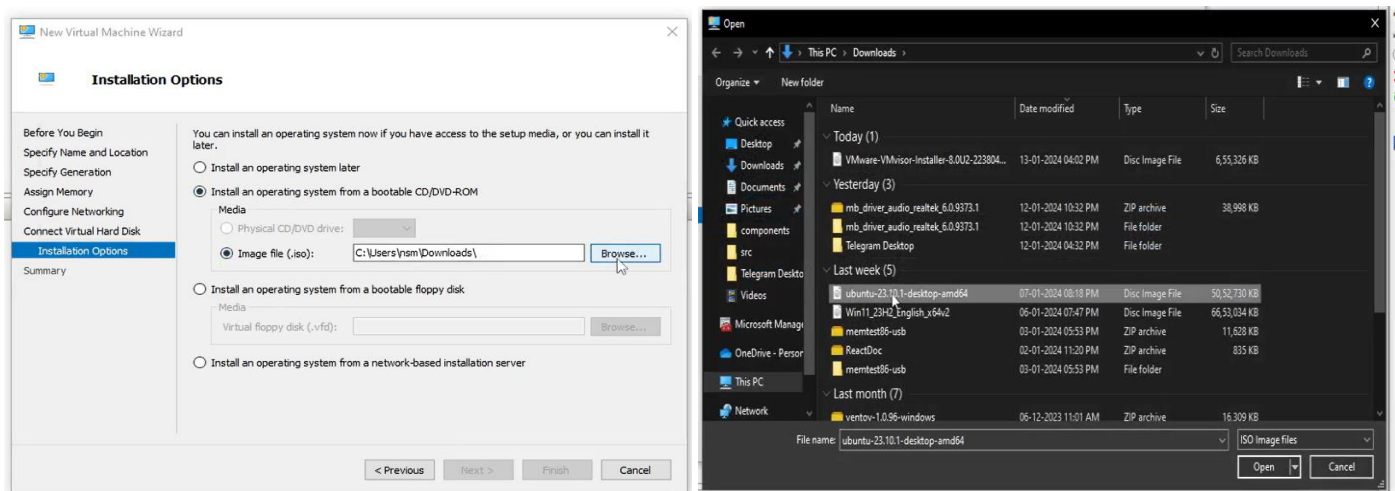 New Virtual Machine Wizard
Installation Options
Before You Begin
Specify Name and Location
Specify Generation
Assign Memory
Configure Networking
Connect Virtual Hard Disk
Installation Options
Summary
You can install an operating system now if you have access to the setup media, or you can install it
later.
Install an operating system later
Install an operating system from a bootable CD/DVD-ROM
Media
Physical CD/DVD drive:
Image file (.iso): C:\Users\nsm\Downloads\ Browse...
Install an operating system from a bootable floppy disk
Media
Virtual floppy disk (.vfd): Browse...
Install an operating system from a network-based installation server
< Previous Next > Finish Cancel
Open
This PC > Downloads > Search Downloads
Organize New folder
Quick access
Desktop
Downloads
Documents
Pictures
components
src
Telegram Deskto
Videos
Microsoft Manage
OneDrive - Person
This PC
Network
Name Date modified Type Size
Today (1)
VMware-VMvisor-Installer-8.0U2-223804... 13-01-2024 04:02 PM Disc Image File 6,55,326 KB
Yesterday (3)
mb_driver_audio_realtek_6.0.9373.1 12-01-2024 10:32 PM ZIP archive 38,998 KB
mb_driver_audio_realtek_6.0.9373.1 12-01-2024 10:32 PM File folder
Telegram Desktop 12-01-2024 04:32 PM File folder
Last week (5)
ubuntu-23.10.1-desktop-amd64 07-01-2024 08:18 PM Disc Image File 50,52,730 KB
Win11_23H2_English_x64v2 06-01-2024 07:47 PM Disc Image File 66,53,034 KB
memtest86-usb 03-01-2024 05:53 PM ZIP archive 11,628 KB
ReactDoc 02-01-2024 11:20 PM ZIP archive 835 KB
memtest86-usb 03-01-2024 05:53 PM File folder
Last month (7)
ventoy-1.0.96-windows 06-12-2023 11:01 AM ZIP archive 16,309 KB
File name: ubuntu-23.10.1-desktop-amd64 ISO Image files
Open Cancel